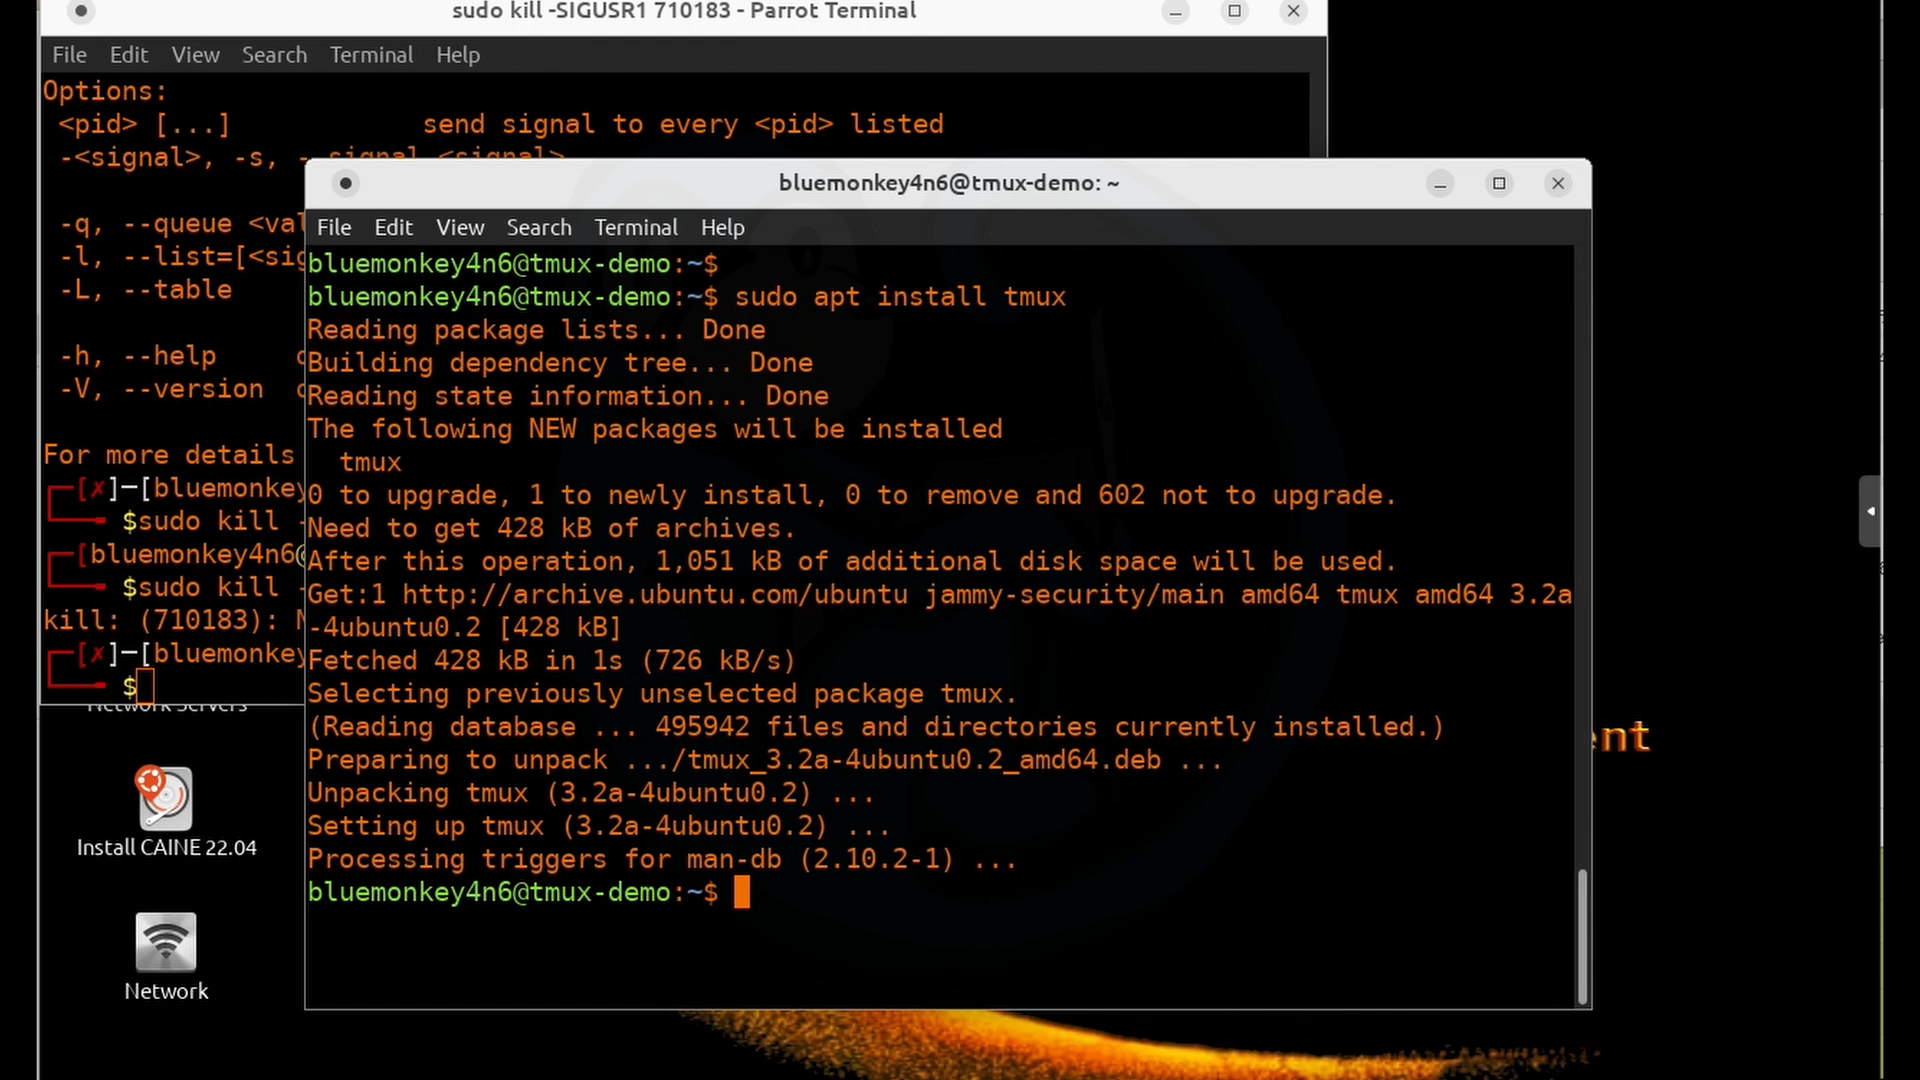 sudo kill -SIGUSR1 710183 - Parrot Terminal
File Edit View Search Terminal Help
Options:
<pid> [...] send signal to every <pid> listed
-<signal>, -s, --signal <signal>
-q, --queue
-l, --list=[
-L, --table
-h, --help
-V, --version
For more details
┌─[✗]─[bluemonkey
└──╼ $sudo kill
┌─[bluemonkey4n6@
└──╼ $sudo kill
kill: (710183):
┌─[✗]─[bluemonkey
└──╼ $
bluemonkey4n6@tmux-demo: ~
File Edit View Search Terminal Help
bluemonkey4n6@tmux-demo:~$
bluemonkey4n6@tmux-demo:~$ sudo apt install tmux
Reading package lists... Done
Building dependency tree... Done
Reading state information... Done
The following NEW packages will be installed
tmux
0 to upgrade, 1 to newly install, 0 to remove and 602 not to upgrade.
Need to get 428 kB of archives.
After this operation, 1,051 kB of additional disk space will be used.
Get:1 http://archive.ubuntu.com/ubuntu jammy-security/main amd64 tmux amd64 3.2a
-4ubuntu0.2 [428 kB]
Fetched 428 kB in 1s (726 kB/s)
Selecting previously unselected package tmux.
(Reading database ... 495942 files and directories currently installed.)
Preparing to unpack .../tmux_3.2a-4ubuntu0.2_amd64.deb ...
Unpacking tmux (3.2a-4ubuntu0.2) ...
Setting up tmux (3.2a-4ubuntu0.2) ...
Processing triggers for man-db (2.10.2-1) ...
bluemonkey4n6@tmux-demo:~$
Network Servers
Install CAINE 22.04
Network